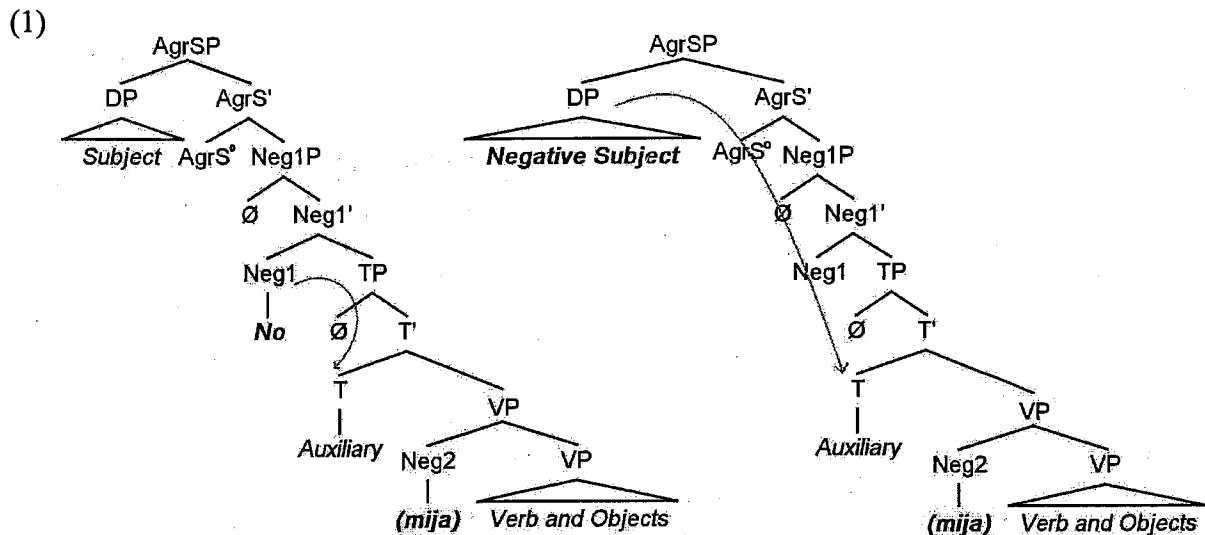 (1)
AgrSP AgrSP
DP AgrS' DP AgrS'
Subject AgrS° Neg1P Negative Subject AgrS° Neg1P
Ø Neg1' Ø Neg1'
Neg1 TP Neg1 TP
No Ø T' Ø T'
T VP T VP
Auxiliary Neg2 VP Auxiliary Neg2 VP
(mija) Verb and Objects (mija) Verb and Objects